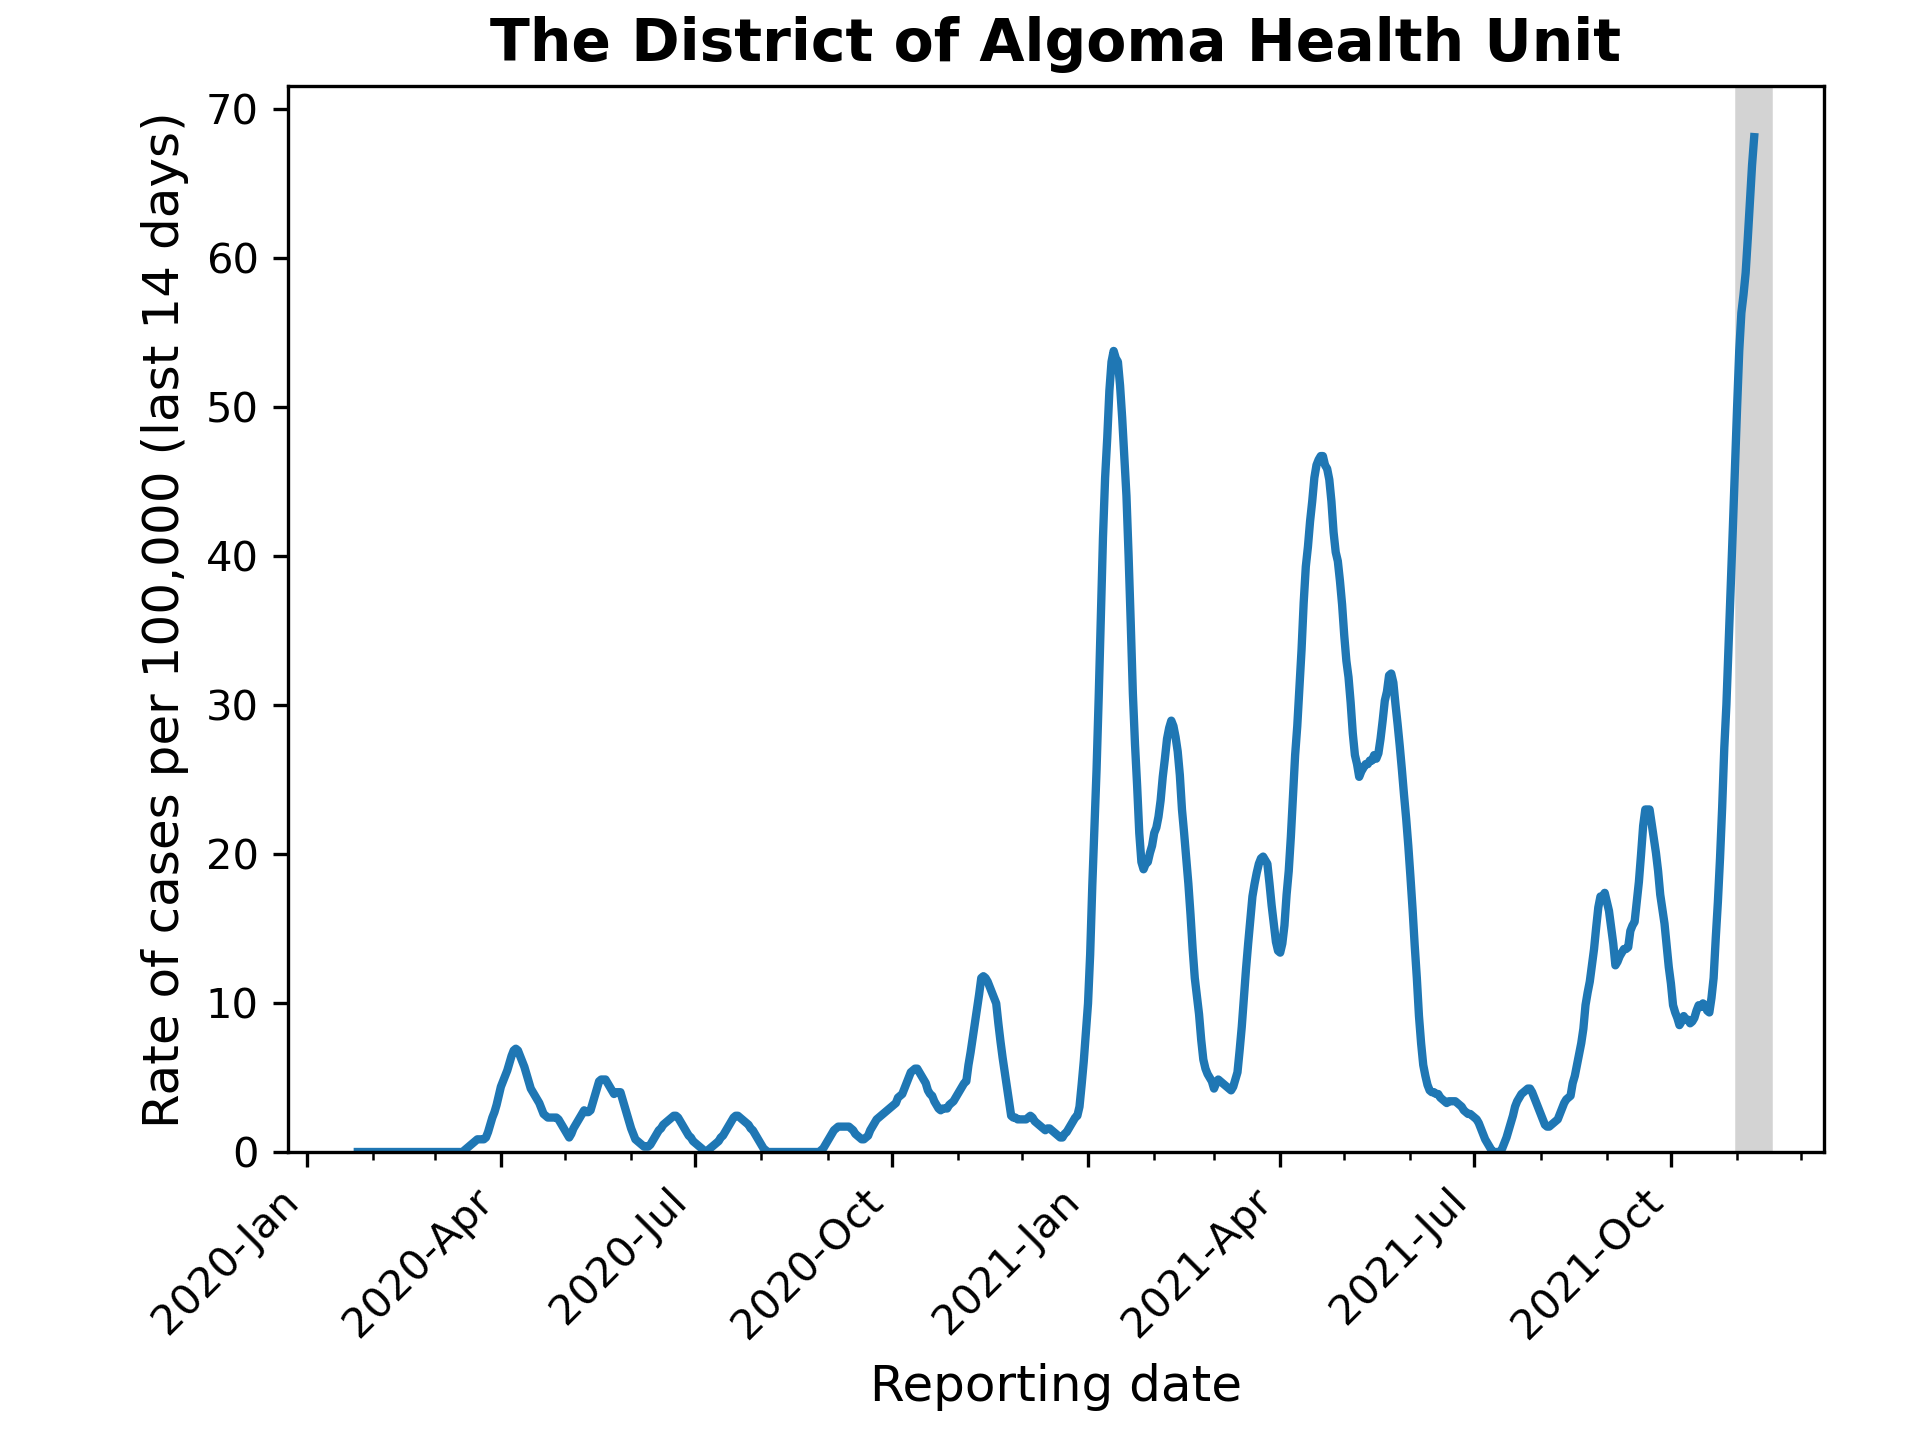 The District of Algoma Health Unit
Rate of cases per 100,000 (last 14 days)
70
60
50
40
30
20
10
0
2020-Jan
2020-Apr
2020-Jul
2020-Oct
2021-Jan
2021-Apr
2021-Jul
2021-Oct
Reporting date